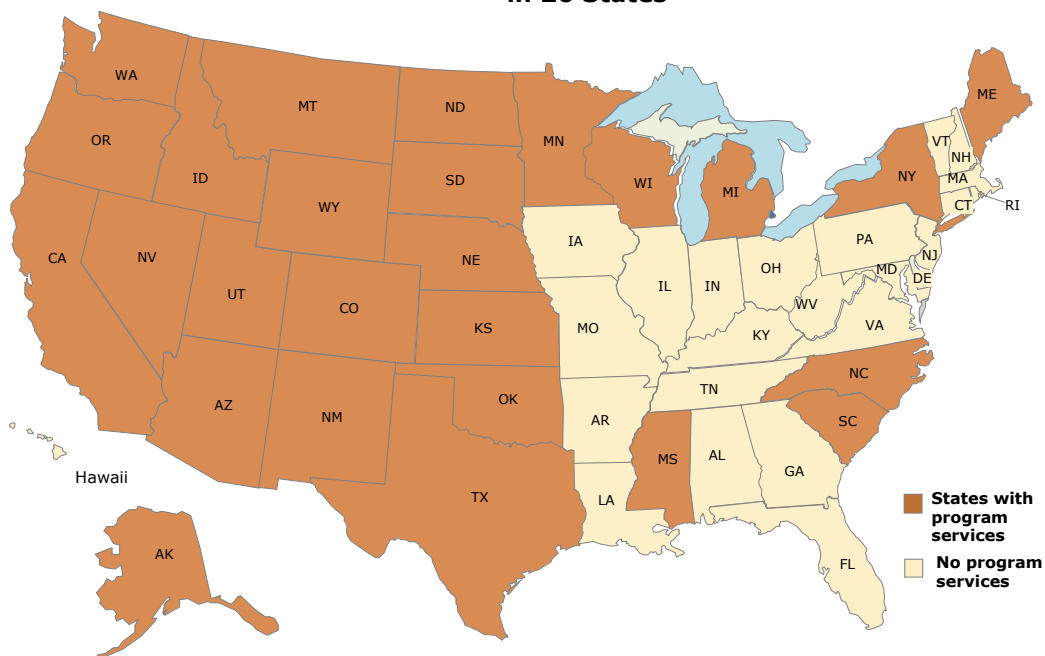 in 26 States
WA
MT
ND
MN
ME
OR
ID
SD
WI
MI
VT
NH
NY
MA
WY
CT
RI
CA
NV
NE
IA
PA
NJ
UT
CO
IL
IN
OH
MD
DE
WV
KS
MO
KY
VA
AZ
NM
OK
TN
NC
AR
SC
MS
AL
GA
Hawaii
TX
LA
AK
FL
States with
program
services
No program
services